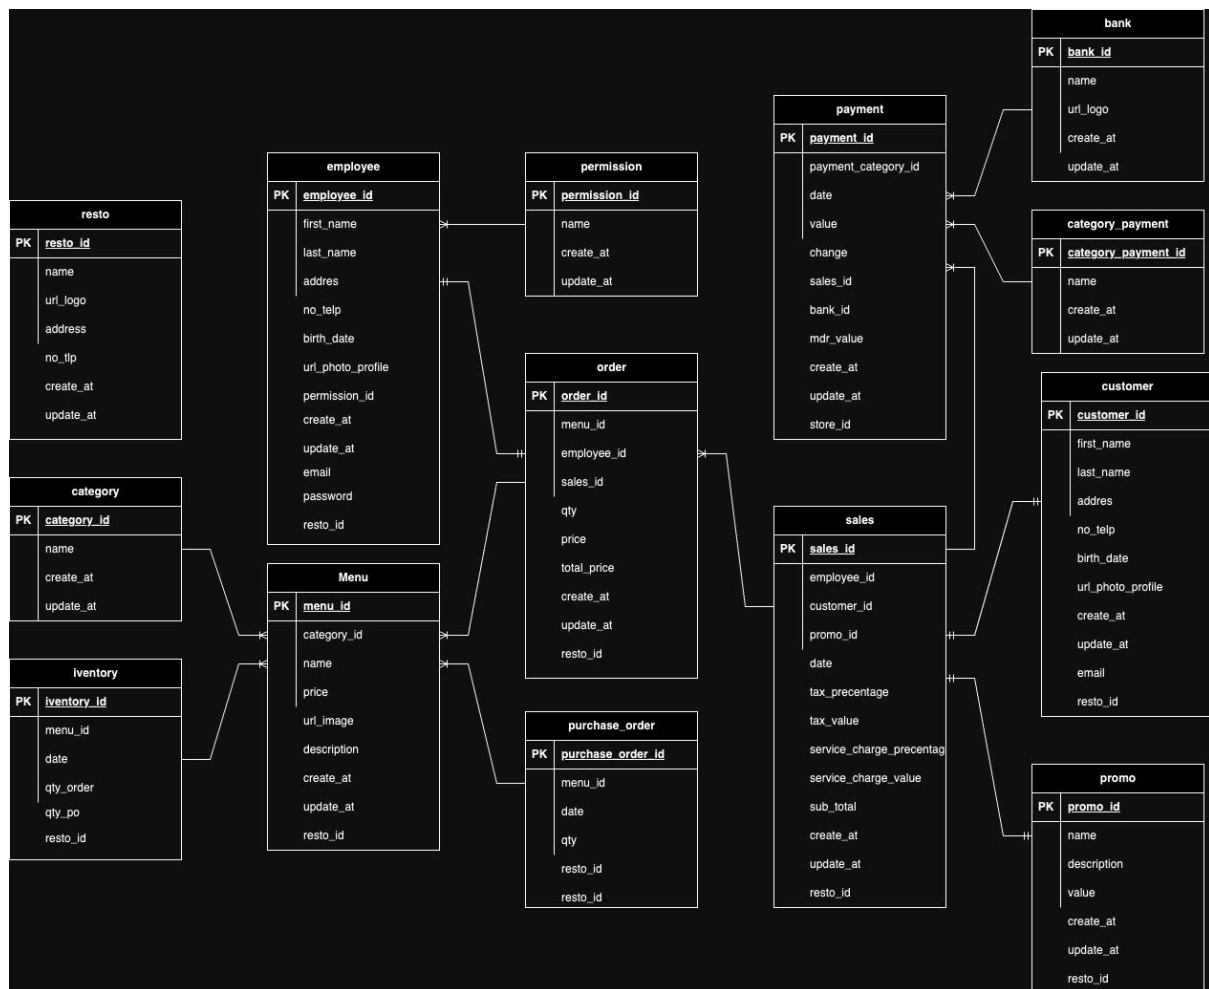 resto
PK resto_id
name
url_logo
address
no_tlp
create_at
update_at
category
PK category_id
name
create_at
update_at
iventory
PK iventory_id
menu_id
date
qty_order
qty_po
resto_id
employee
PK employee_id
first_name
last_name
addres
no_telp
birth_date
url_photo_profile
permission_id
create_at
update_at
email
password
resto_id
Menu
PK menu_id
category_id
name
price
url_image
description
create_at
update_at
resto_id
permission
PK permission_id
name
create_at
update_at
order
PK order_id
menu_id
employee_id
sales_id
qty
price
total_price
create_at
update_at
resto_id
purchase_order
PK purchase_order_id
menu_id
date
qty
resto_id
resto_id
payment
PK payment_id
payment_category_id
date
value
change
sales_id
bank_id
mdr_value
create_at
update_at
store_id
sales
PK sales_id
employee_id
customer_id
promo_id
date
tax_precentage
tax_value
service_charge_precentag
service_charge_value
sub_total
create_at
update_at
resto_id
bank
PK bank_id
name
url_logo
create_at
update_at
category_payment
PK category_payment_id
name
create_at
update_at
customer
PK customer_id
first_name
last_name
addres
no_telp
birth_date
url_photo_profile
create_at
update_at
email
resto_id
promo
PK promo_id
name
description
value
create_at
update_at
resto_id